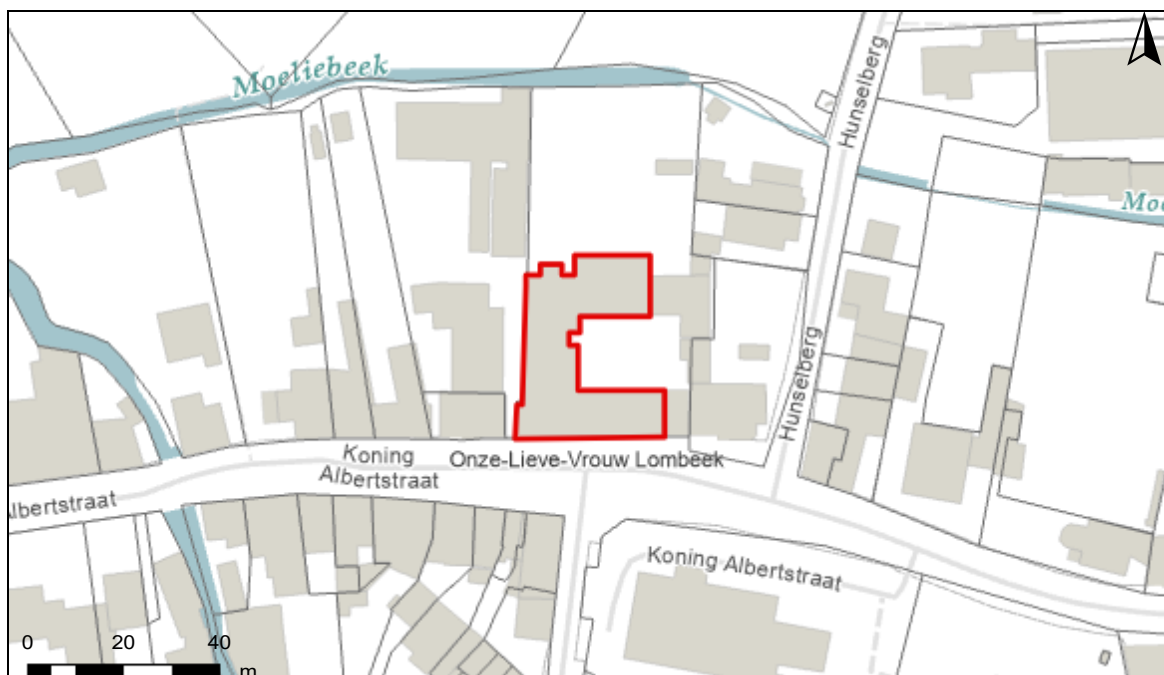 Moeliebeek
Hunselberg
Moe
Hunselberg
Koning
Albertstraat
Onze-Lieve-Vrouw Lombeek
Albertstraat
Koning Albertstraat
0 20 40
m